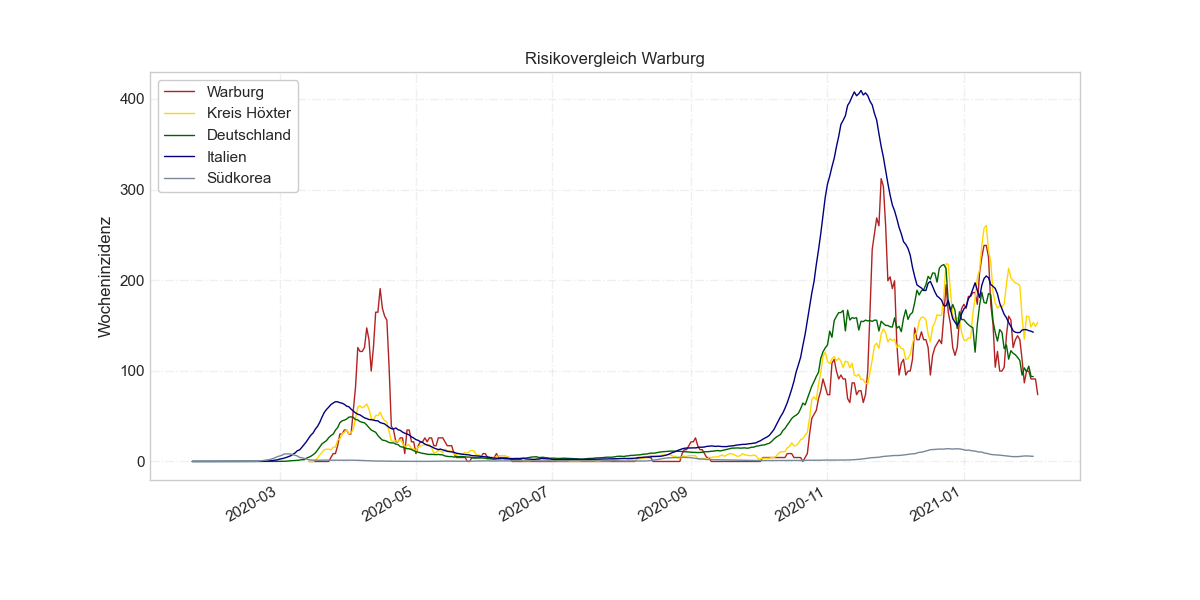 Risikovergleich Warburg
Warburg
Kreis Höxter
Deutschland
Italien
Südkorea
Wocheninzidenz
400
300
200
100
0
2020-03
2020-05
2020-07
2020-09
2020-11
2021-01